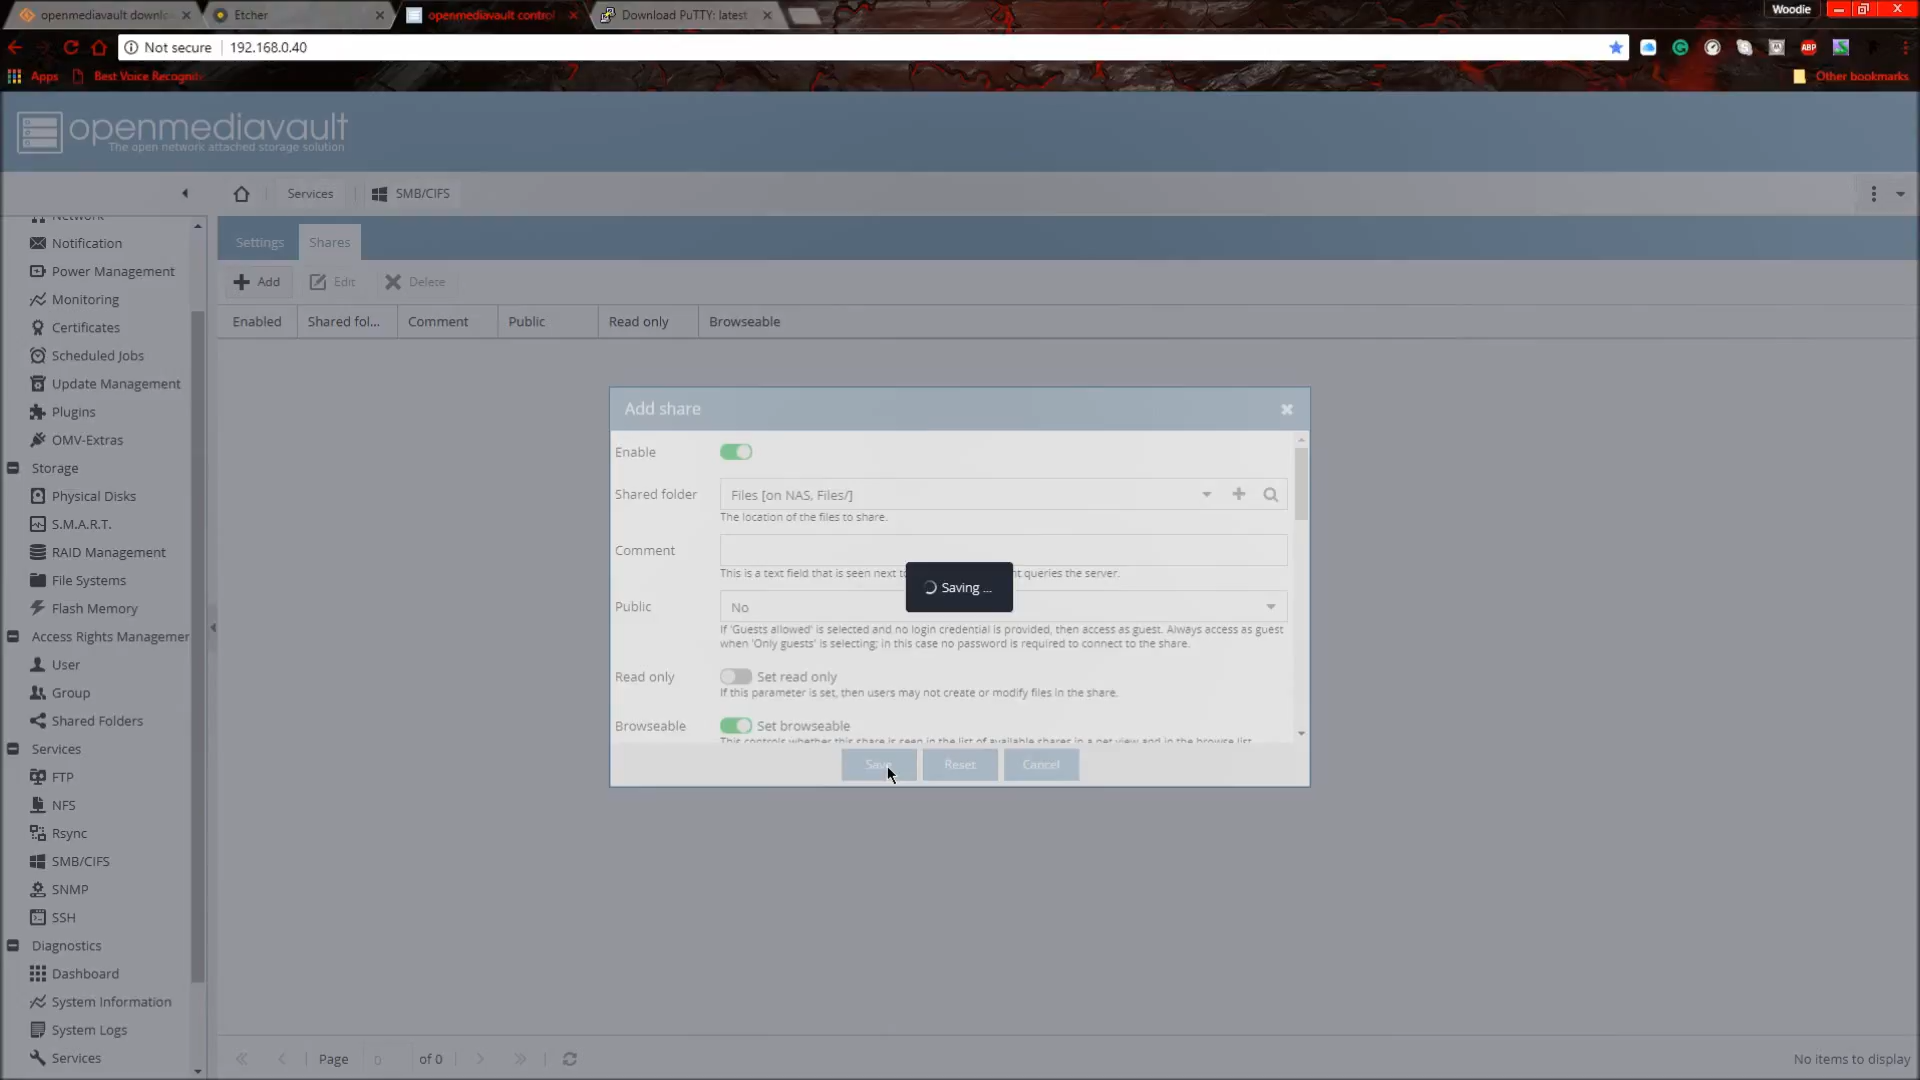 openmediavault downlo
Etcher
openmediavault control
Download PuTTY: latest
Woodie
Not secure
192.168.0.40
ABP
Apps
Best Voice Recogniti
Other bookmarks
openmediavault
The open network attached storage solution
Services
SMB/CIFS
Network
Notification
Power Management
Monitoring
Certificates
Scheduled Jobs
Update Management
Plugins
OMV-Extras
Storage
Physical Disks
S.M.A.R.T.
RAID Management
File Systems
Flash Memory
Access Rights Managemer
User
Group
Shared Folders
Services
FTP
NFS
Rsync
SMB/CIFS
SNMP
SSH
Diagnostics
Dashboard
System Information
System Logs
Services
Settings
Shares
Add
Edit
Delete
Enabled
Shared fol...
Comment
Public
Read only
Browseable
Add share
Enable
Shared folder
Files [on NAS, Files/]
The location of the files to share.
Comment
This is a text field that is seen next to
nt queries the server.
Saving ...
Public
No
If 'Guests allowed' is selected and no login credential is provided, then access as guest. Always access as guest
when 'Only guests' is selecting; in this case no password is required to connect to the share.
Read only
Set read only
If this parameter is set, then users may not create or modify files in the share.
Browseable
Set browseable
This controls whether this share is seen in the list of available shares in a net view and in the browse list.
Save
Reset
Cancel
Page
0
of 0
No items to display